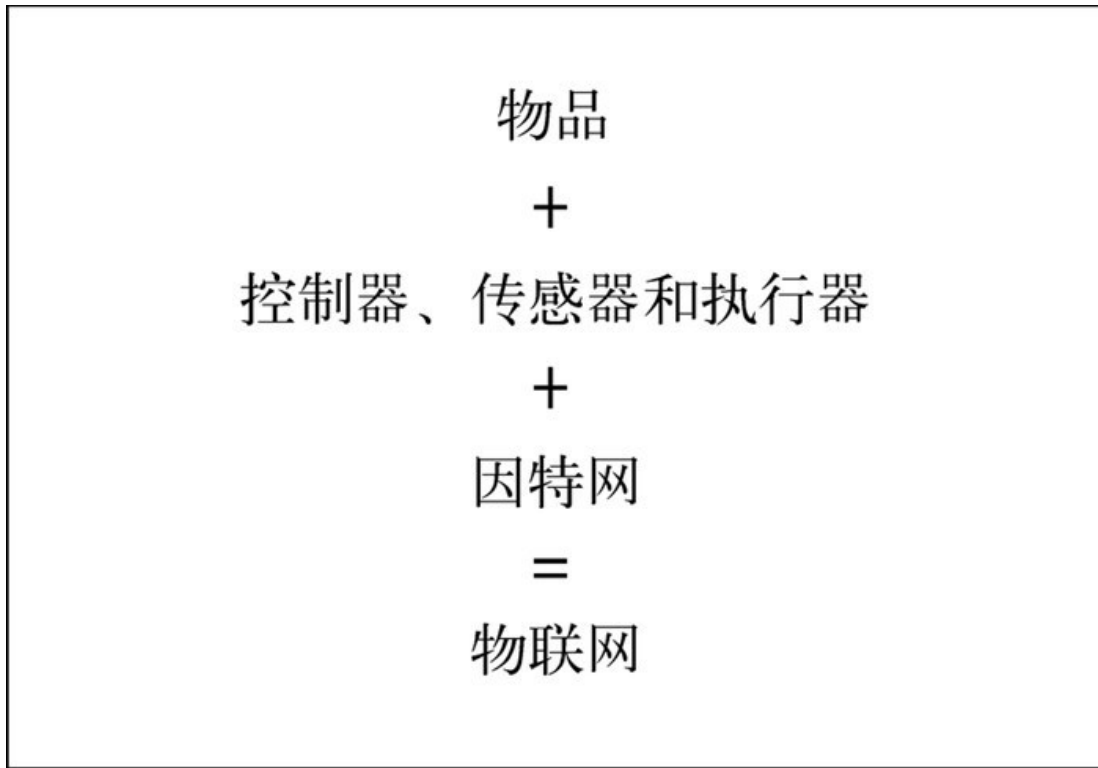 物品
+
控制器、传感器和执行器
+
因特网
=
物联网